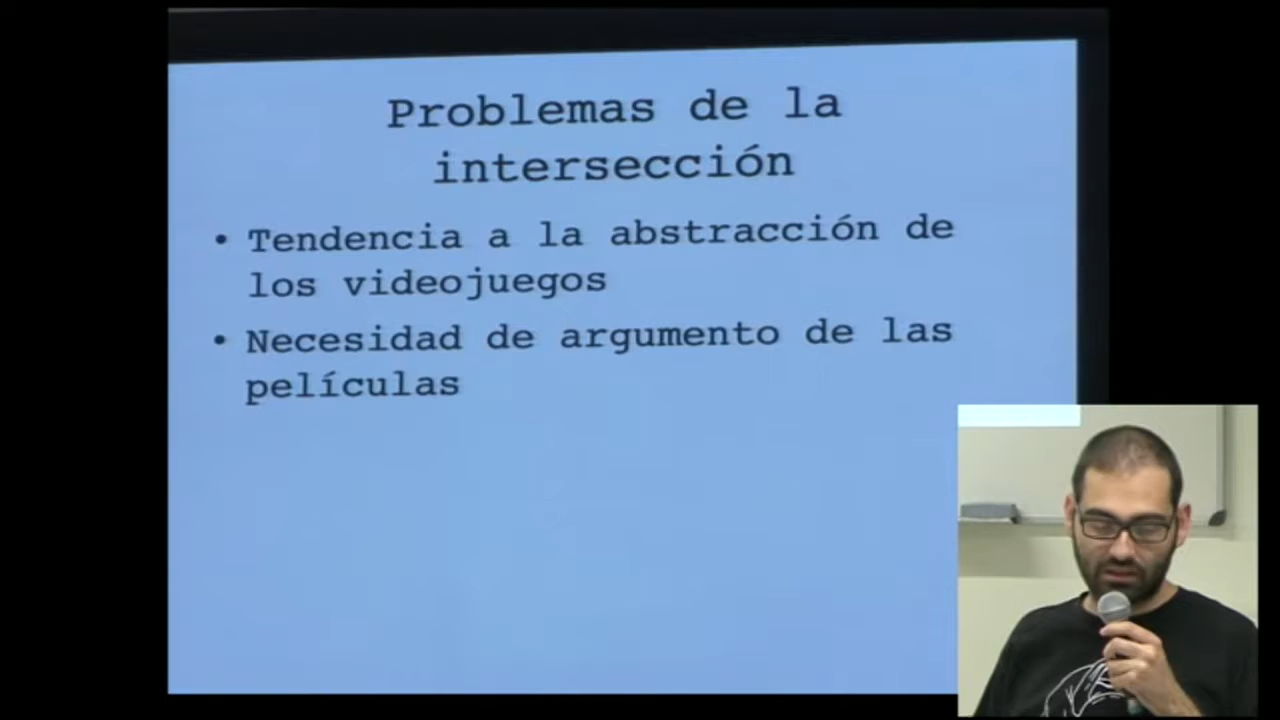 Problemas de la
intersección
• Tendencia a la abstracción de
los videojuegos
• Necesidad de argumento de las
películas